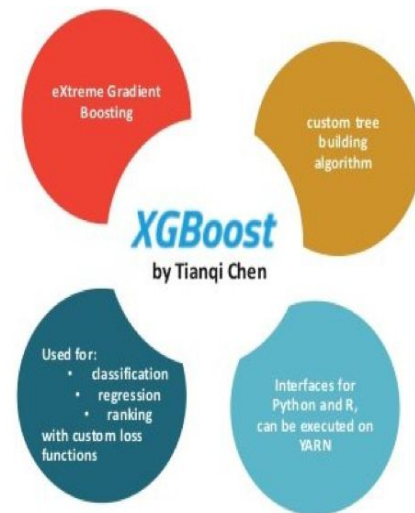 eXtreme Gradient
Boosting
custom tree
building
algorithm
XGBoost
by Tianqi Chen
Used for:
• classification
• regression
• ranking
with custom loss
functions
Interfaces for
Python and R,
can be executed on
YARN